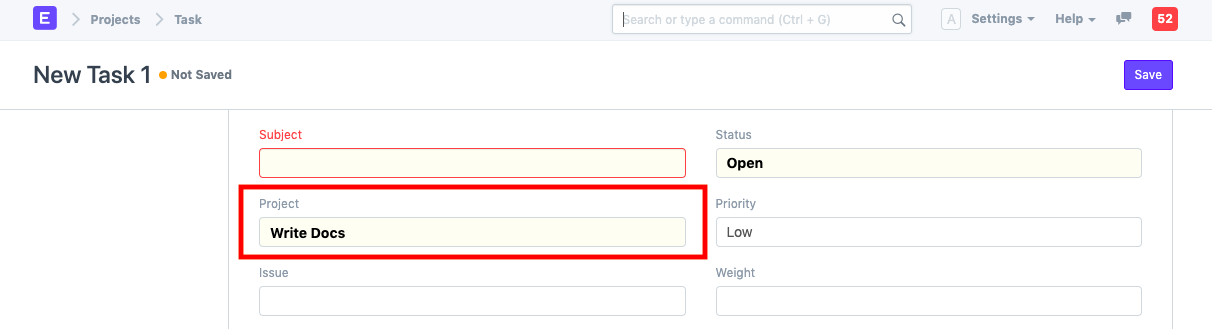 E Projects Task Search or type a command (Ctrl + G) A Settings Help 52
New Task 1 Not Saved Save
Subject Status
Open
Project Priority
Write Docs Low
Issue Weight